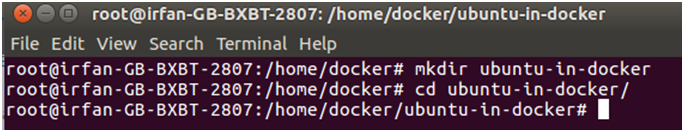 root@irfan-GB-BXBT-2807: /home/docker/ubuntu-in-docker
File Edit View Search Terminal Help
root@irfan-GB-BXBT-2807:/home/docker# mkdir ubuntu-in-docker
root@irfan-GB-BXBT-2807:/home/docker# cd ubuntu-in-docker/
root@irfan-GB-BXBT-2807:/home/docker/ubuntu-in-docker#